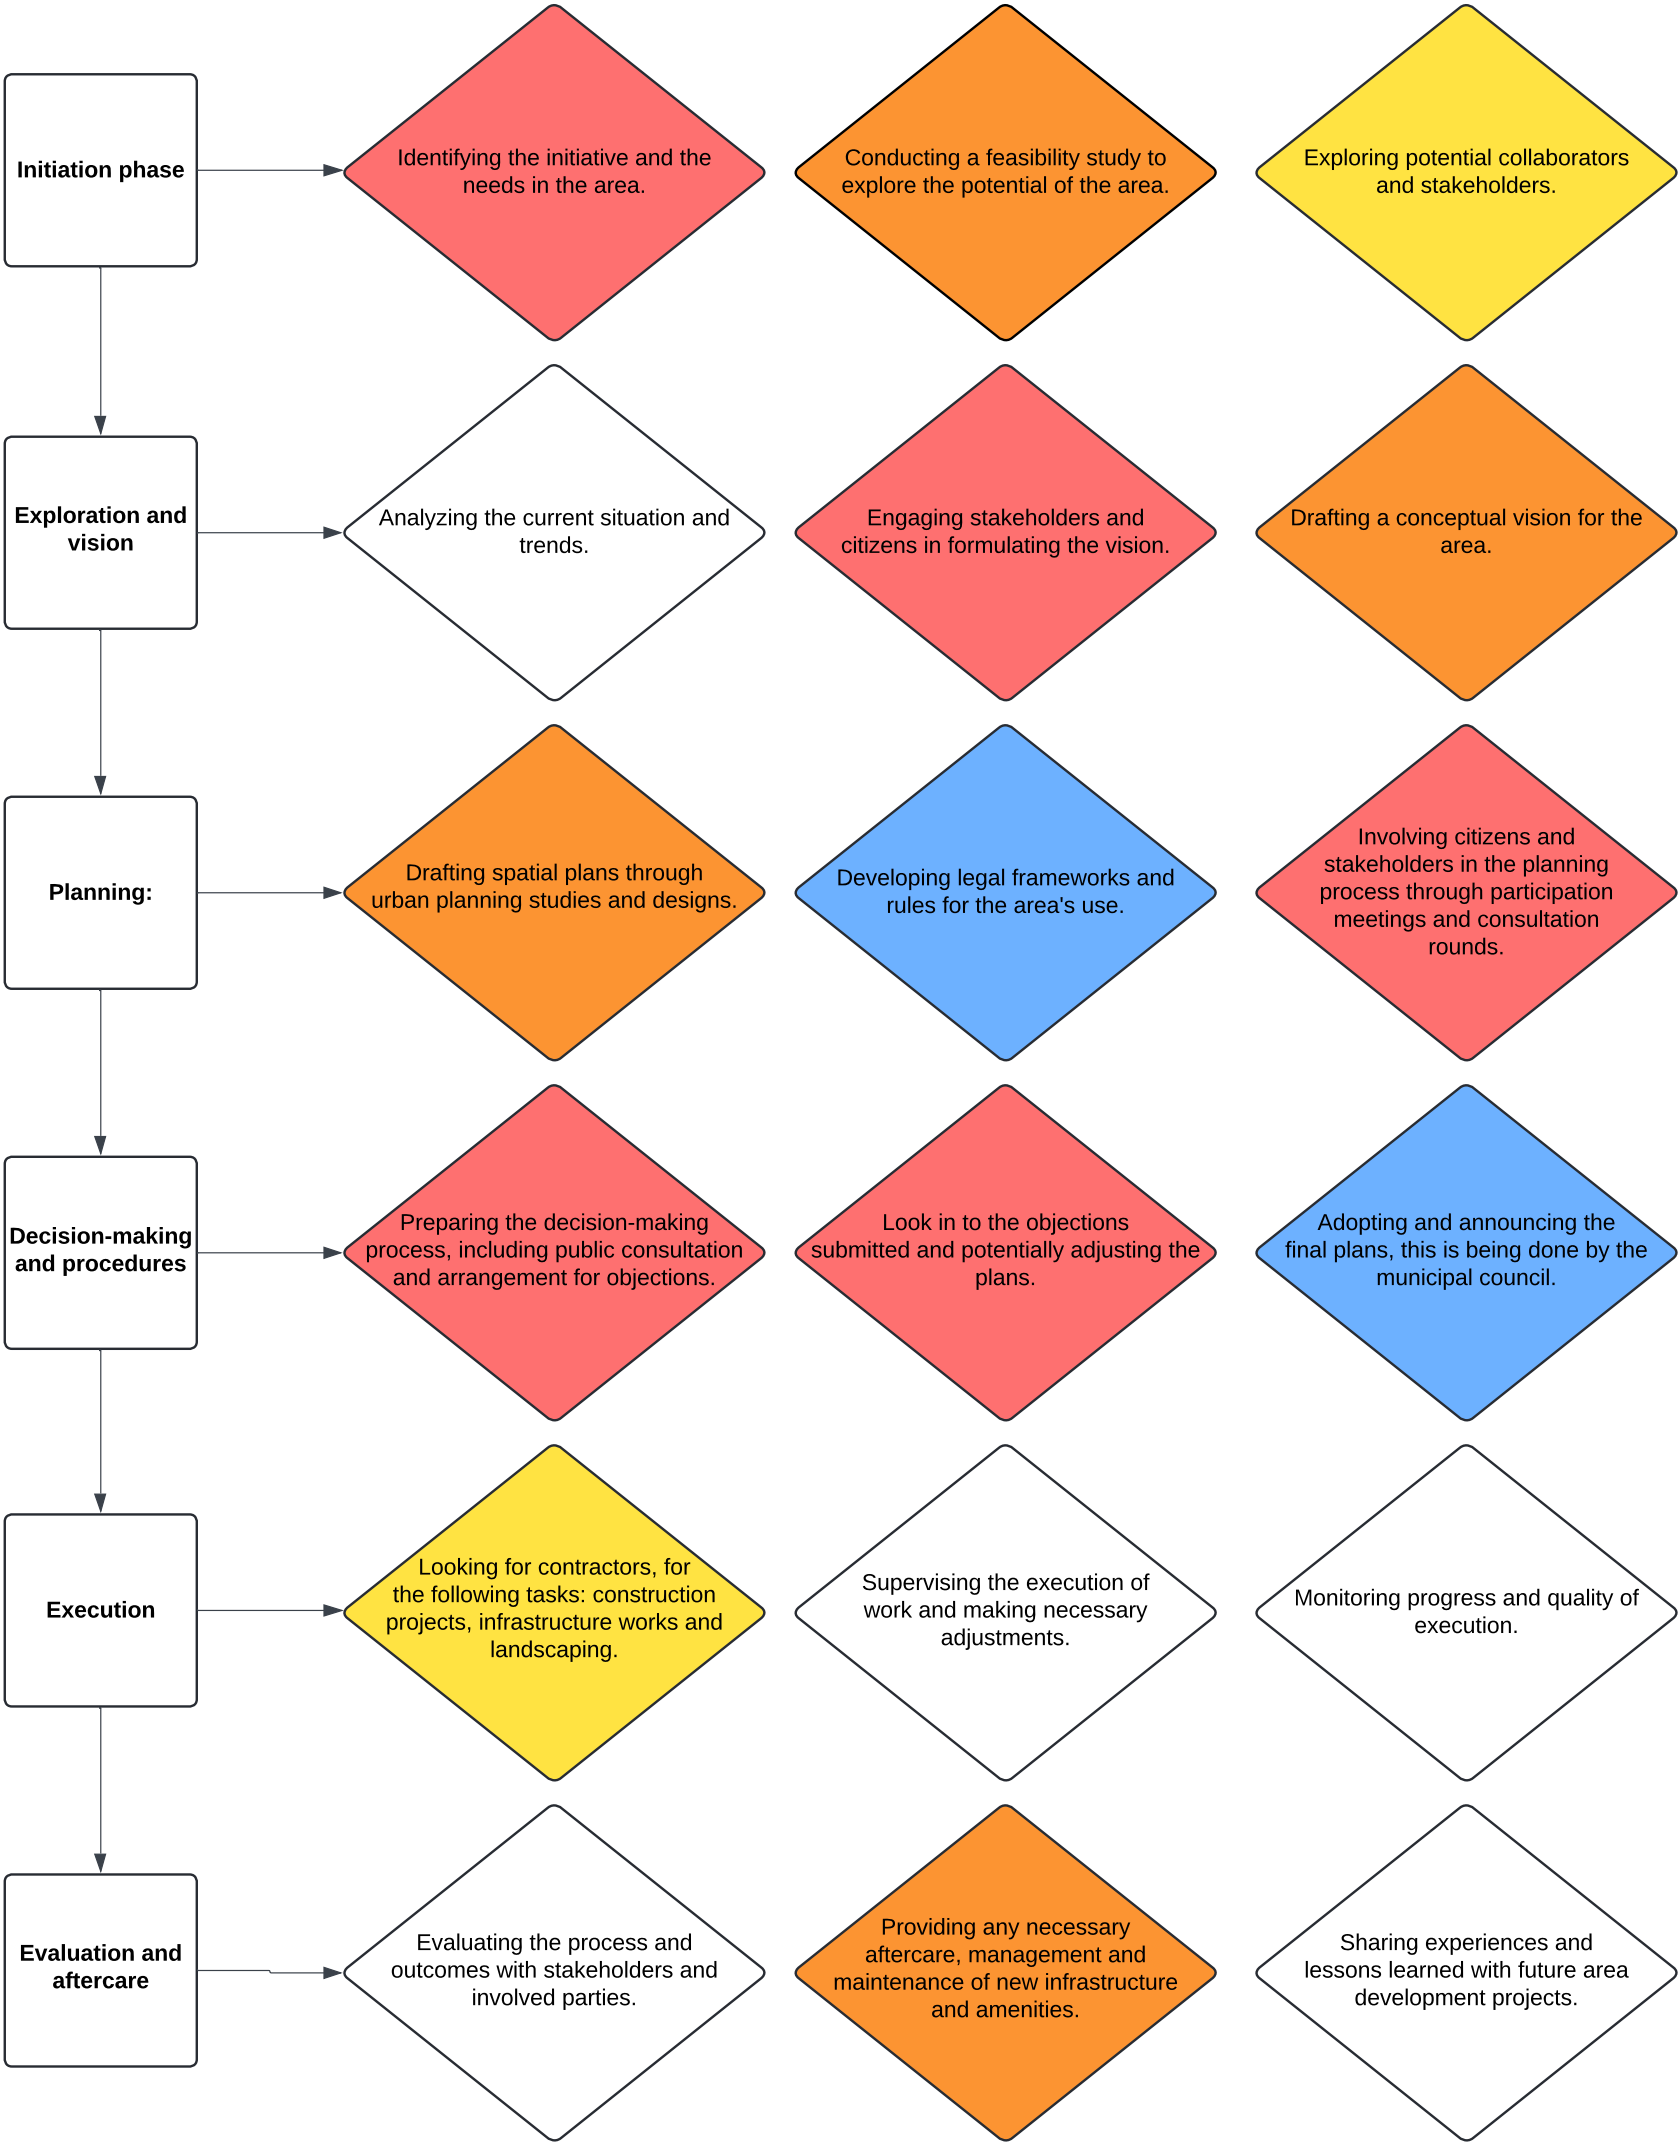 Initiation phase
Identifying the initiative and the
needs in the area.
Conducting a feasibility study to
explore the potential of the area.
Exploring potential collaborators
and stakeholders.
Exploration and
vision
Analyzing the current situation and
trends.
Engaging stakeholders and
citizens in formulating the vision.
Drafting a conceptual vision for the
area.
Planning:
Drafting spatial plans through
urban planning studies and designs.
Developing legal frameworks and
rules for the area's use.
Involving citizens and
stakeholders in the planning
process through participation
meetings and consultation
rounds.
Decision-making
and procedures
Preparing the decision-making
process, including public consultation
and arrangement for objections.
Look in to the objections
submitted and potentially adjusting the
plans.
Adopting and announcing the
final plans, this is being done by the
municipal council.
Execution
Looking for contractors, for
the following tasks: construction
projects, infrastructure works and
landscaping.
Supervising the execution of
work and making necessary
adjustments.
Monitoring progress and quality of
execution.
Evaluation and
aftercare
Evaluating the process and
outcomes with stakeholders and
involved parties.
Providing any necessary
aftercare, management and
maintenance of new infrastructure
and amenities.
Sharing experiences and
lessons learned with future area
development projects.